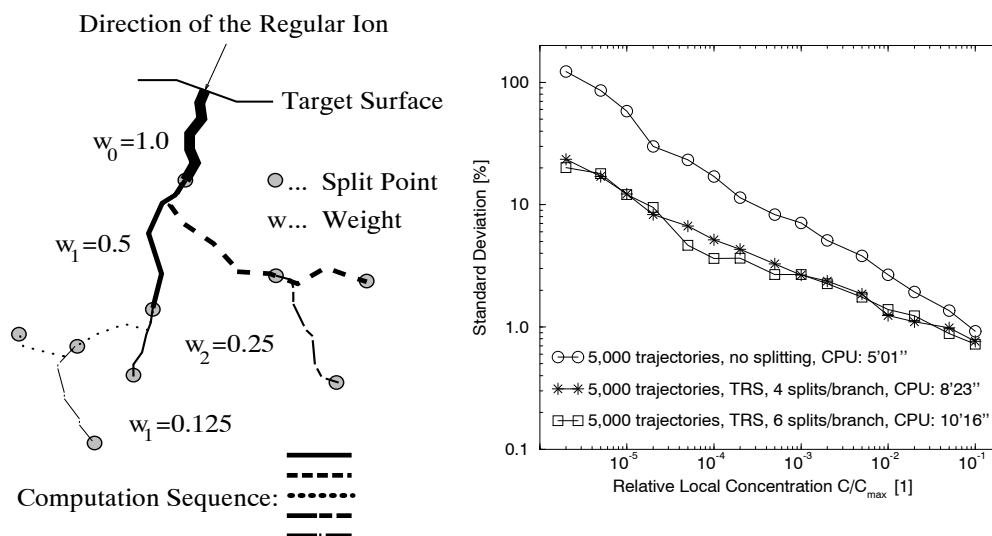 Direction of the Regular Ion
Target Surface
w0=1.0
... Split Point
w... Weight
w1=0.5
w2=0.25
w1=0.125
Computation Sequence:
Standard Deviation [%]
100
10
1.0
0.1
5,000 trajectories, no splitting, CPU: 5'01''
5,000 trajectories, TRS, 4 splits/branch, CPU: 8'23''
5,000 trajectories, TRS, 6 splits/branch, CPU: 10'16''
10-5
10-4
10-3
10-2
10-1
Relative Local Concentration C/Cmax [1]